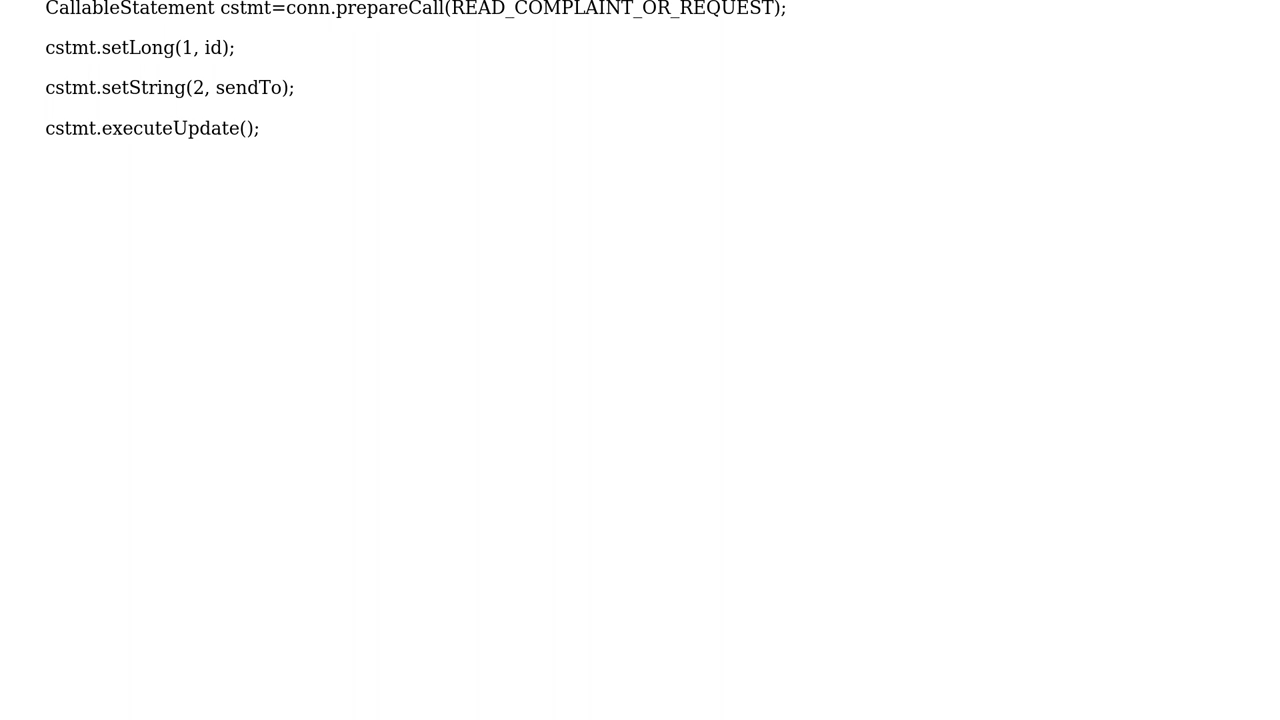 CallableStatement cstmt=conn.prepareCall(READ_COMPLAINT_OR_REQUEST);
cstmt.setLong(1, id);
cstmt.setString(2, sendTo);
cstmt.executeUpdate();